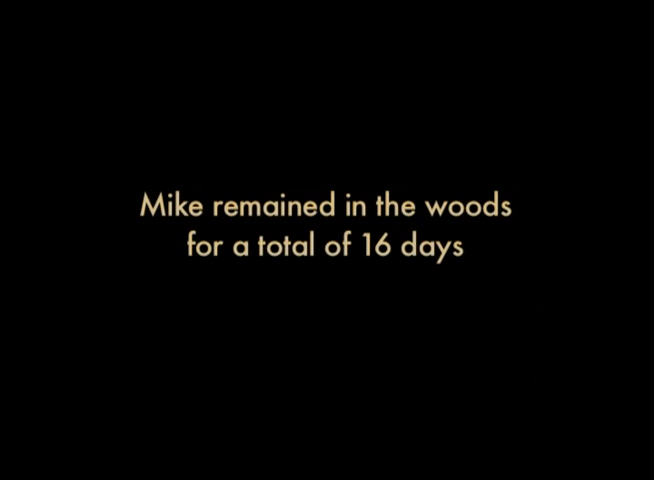 Mike remained in the woods
for a total of 16 days